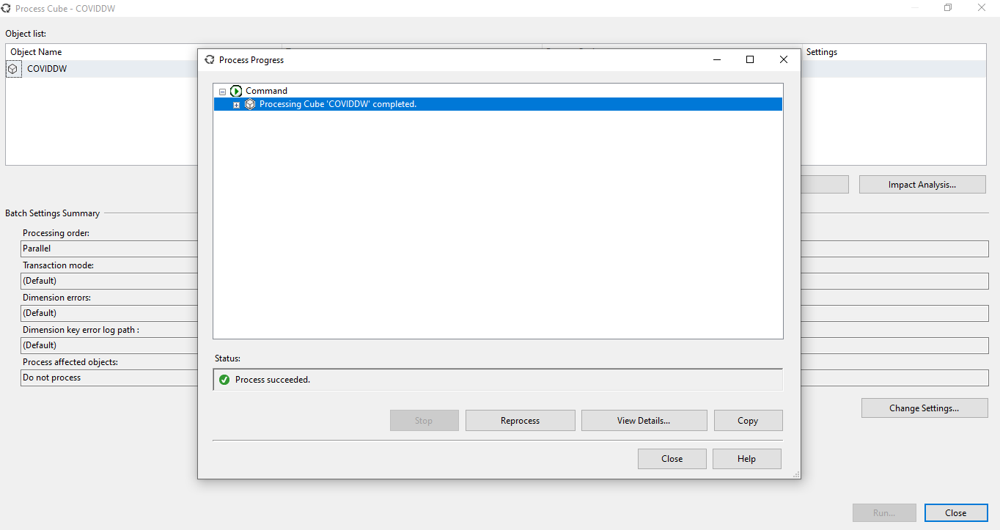 Process Cube - COVIDDW
Object list:
Object Name
Settings
COVIDDW
Process Progress
Command
Processing Cube 'COVIDDW' completed.
Impact Analysis...
Batch Settings Summary
Processing order:
Parallel
Transaction mode:
(Default)
Dimension errors:
(Default)
Dimension key error log path :
(Default)
Process affected objects:
Do not process
Status:
Process succeeded.
Stop
Reprocess
View Details...
Copy
Change Settings...
Close
Help
Run...
Close